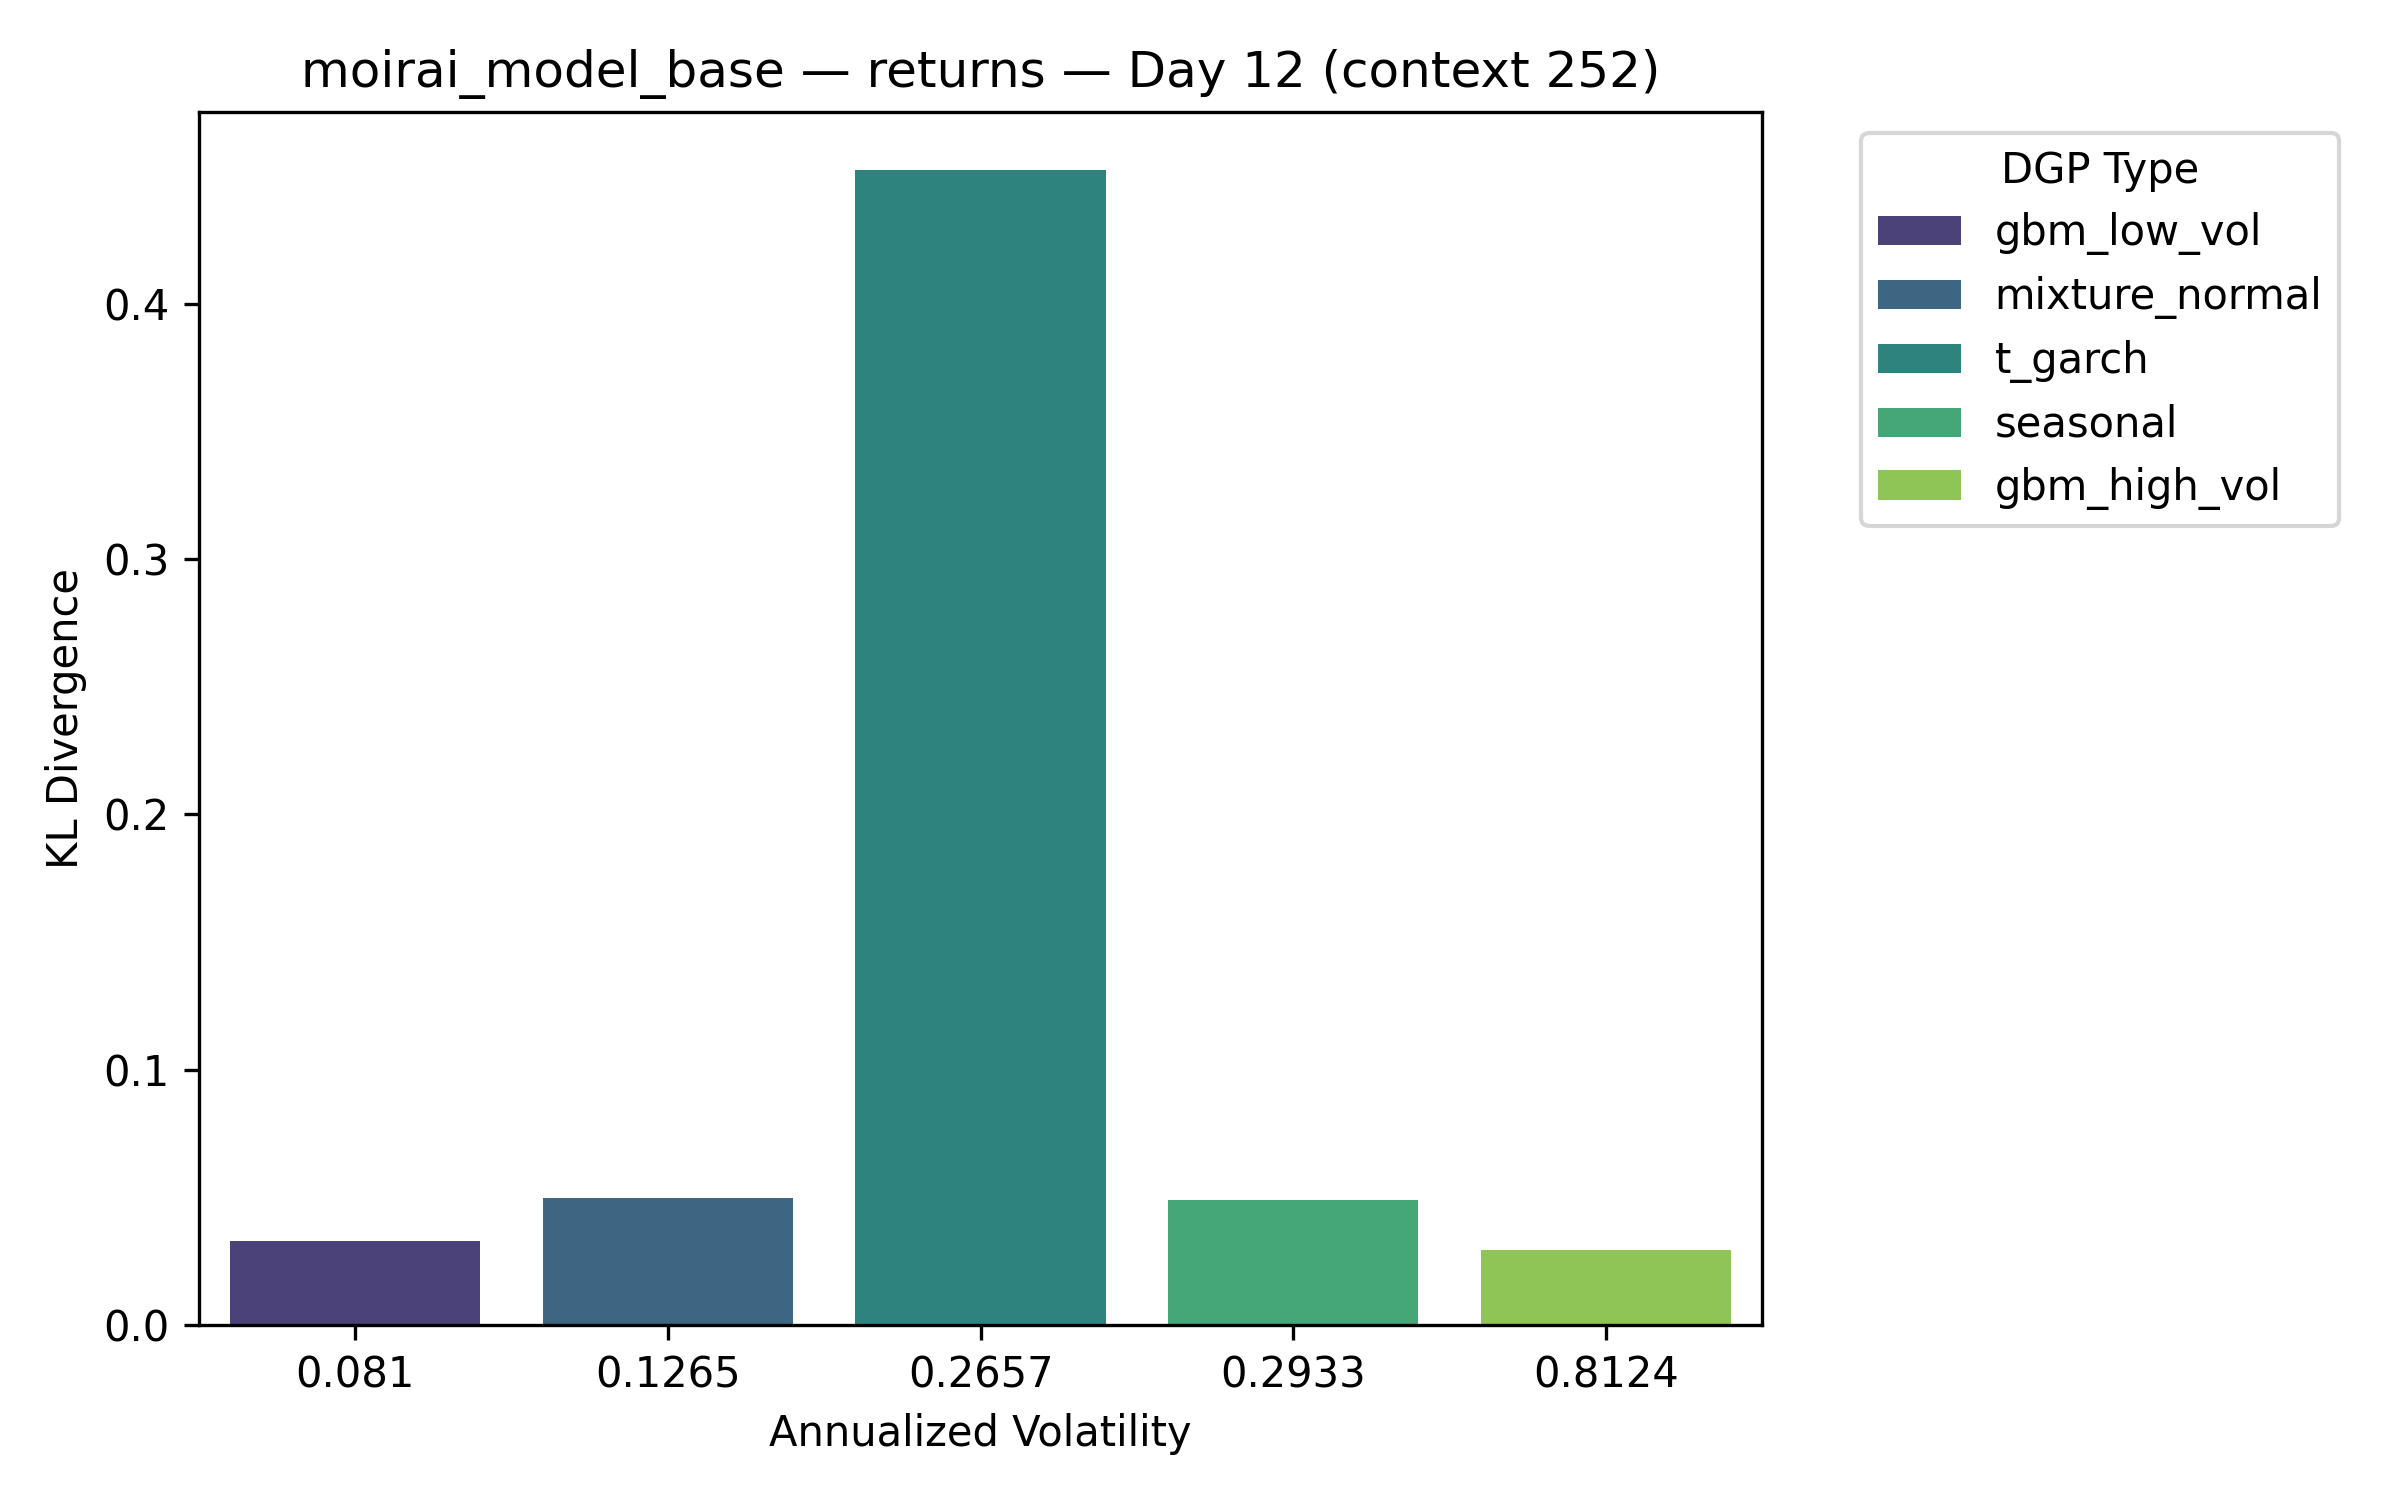 moirai_model_base — returns — Day 12 (context 252)
KL Divergence
0.4
0.3
0.2
0.1
0.0
0.081 0.1265 0.2657 0.2933 0.8124
Annualized Volatility
DGP Type
gbm_low_vol
mixture_normal
t_garch
seasonal
gbm_high_vol